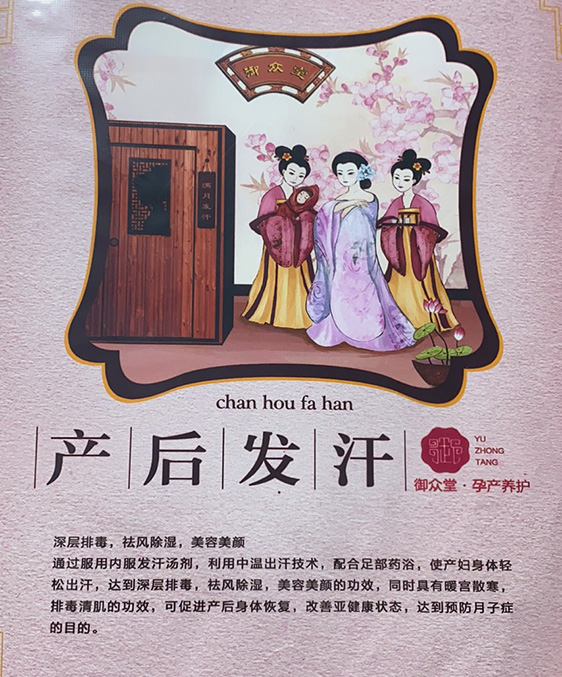 御众堂
满月发汗
chan hou fa han
产后发汗
YU
ZHONG
TANG
御众堂·孕产养护
深层排毒，祛风除湿，美容美颜
通过服用内服发汗汤剂，利用中温出汗技术，配合足部药浴，使产妇身体轻
松出汗，达到深层排毒，祛风除湿，美容美颜的功效，同时具有暖宫散寒，
排毒清肌的功效，可促进产后身体恢复，改善亚健康状态，达到预防月子症
的目的。